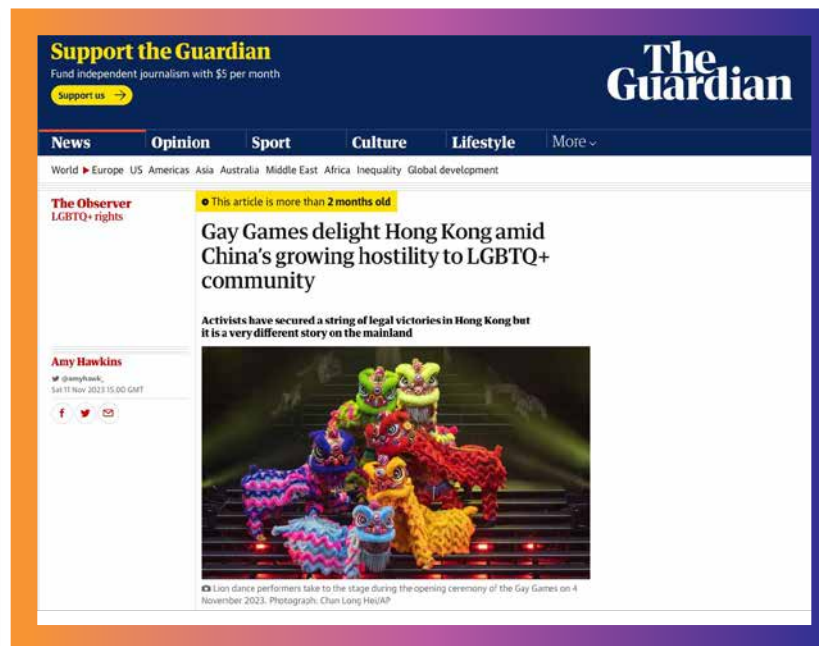 Support the Guardian
Fund independent journalism with $5 per month
Support us →
The Guardian
News Opinion Sport Culture Lifestyle More
World Europe US Americas Asia Australia Middle East Africa Inequality Global development
The Observer
LGBTQ+ rights
This article is more than 2 months old
Gay Games delight Hong Kong amid
China's growing hostility to LGBTQ+
community
Activists have secured a string of legal victories in Hong Kong but
it is a very different story on the mainland
Amy Hawkins
@amyhawk_
Sat 11 Nov 2023 15.00 GMT
Lion dance performers take to the stage during the opening ceremony of the Gay Games on 4
November 2023. Photograph: Chan Long Hei/AP